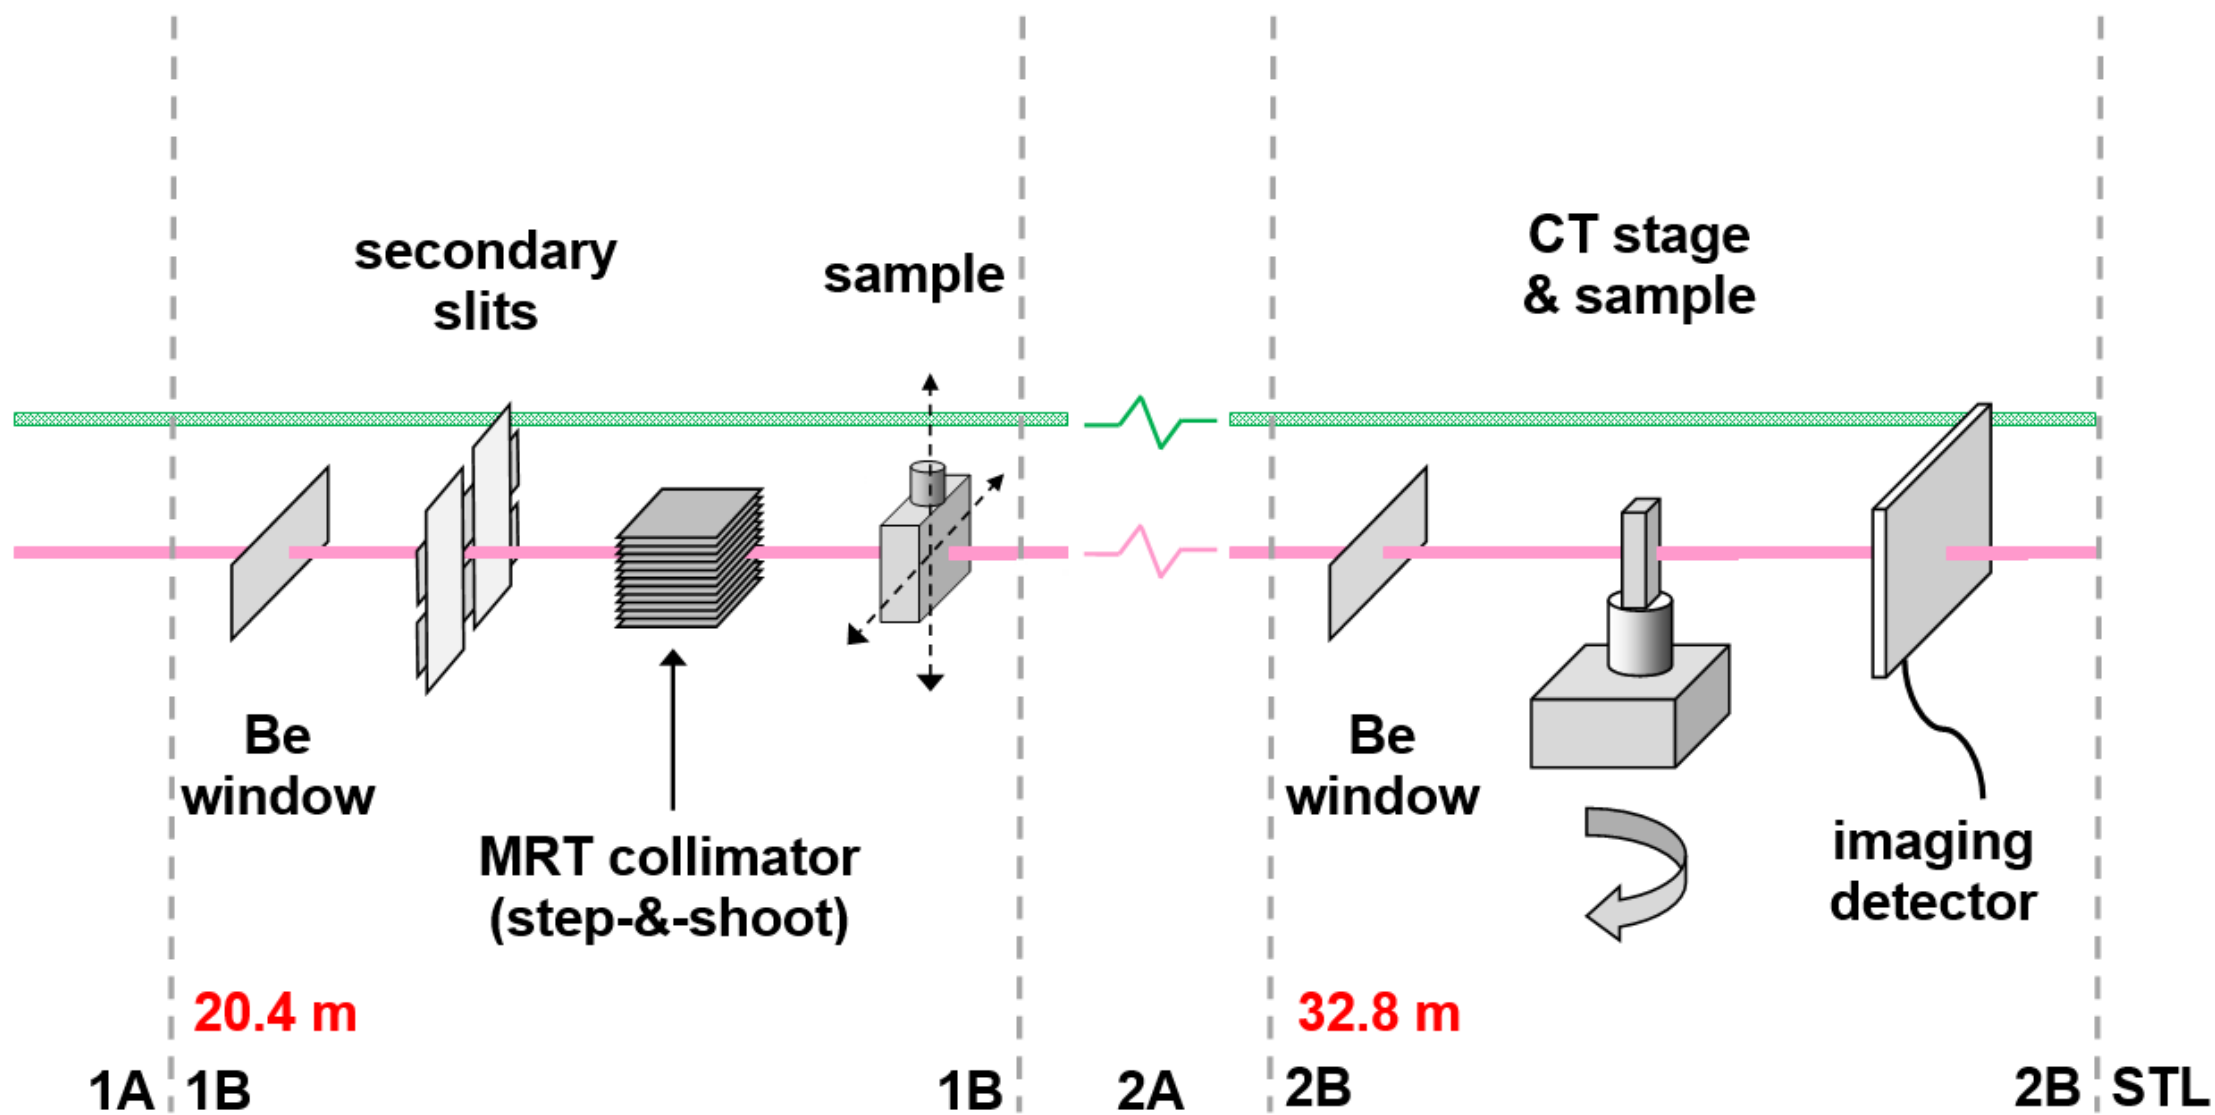 secondary
slits
sample
CT stage
& sample
Be
window
MRT collimator
(step-&-shoot)
Be
window
imaging
detector
20.4 m
32.8 m
1A 1B
1B
2A
2B
2B STL